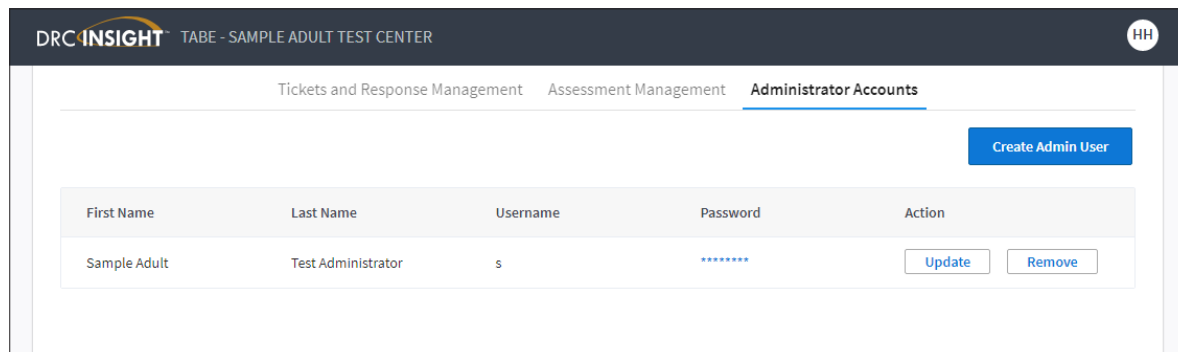 DRC INSIGHT™ TABE - SAMPLE ADULT TEST CENTER HH
Tickets and Response Management Assessment Management Administrator Accounts
Create Admin User
First Name Last Name Username Password Action
Sample Adult Test Administrator s ******** Update Remove